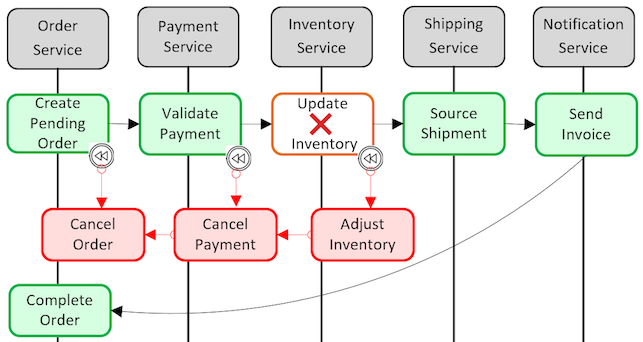 Order
Service
Payment
Service
Inventory
Service
Shipping
Service
Notification
Service
Create
Pending
Order
Validate
Payment
Update
Inventory
Source
Shipment
Send
Invoice
Cancel
Order
Cancel
Payment
Adjust
Inventory
Complete
Order